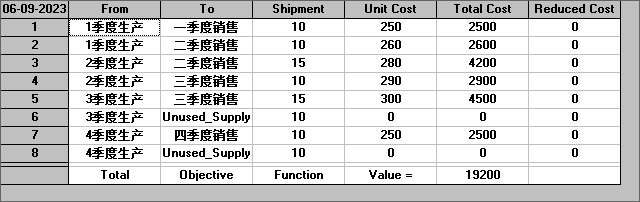 06-09-2023 From To Shipment Unit Cost Total Cost Reduced Cost
1 1季度生产 一季度销售 10 250 2500 0
2 1季度生产 二季度销售 10 260 2600 0
3 2季度生产 二季度销售 15 280 4200 0
4 2季度生产 三季度销售 10 290 2900 0
5 3季度生产 三季度销售 15 300 4500 0
6 3季度生产 Unused_Supply 10 0 0 0
7 4季度生产 四季度销售 10 250 2500 0
8 4季度生产 Unused_Supply 10 0 0 0
Total Objective Function Value = 19200